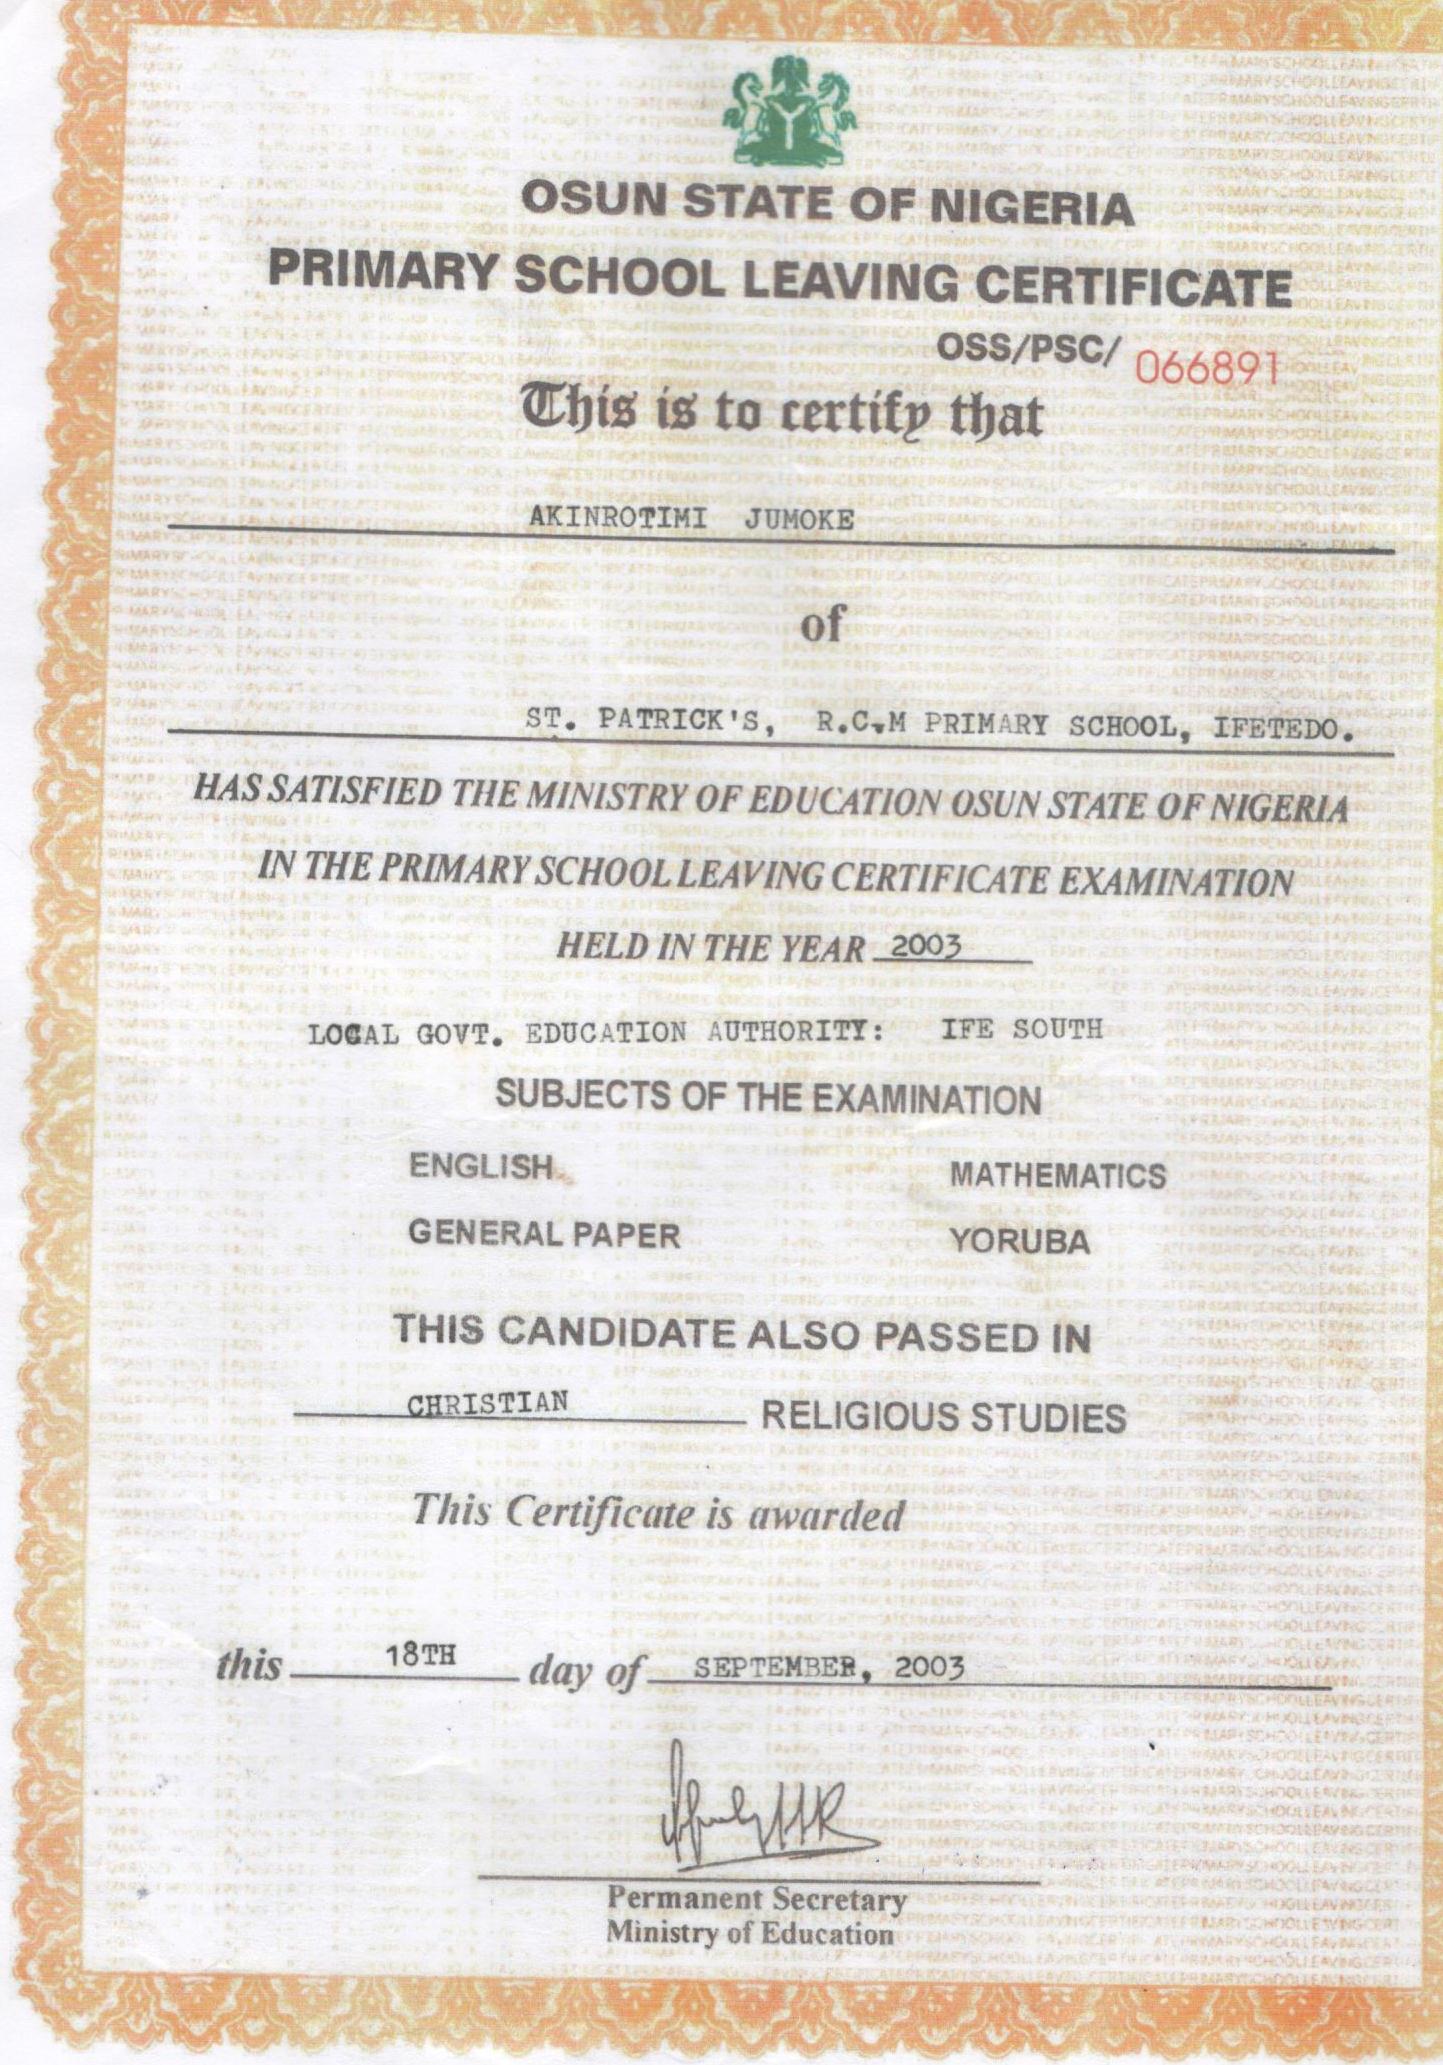 OSUN STATE OF NIGERIA
PRIMARY SCHOOL LEAVING CERTIFICATE
OSS/PSC/ 066891
This is to certify that
AKINROTIMI JUMOKE
of
ST. PATRICK'S, R.C.M PRIMARY SCHOOL, IFETEDO.
HAS SATISFIED THE MINISTRY OF EDUCATION OSUN STATE OF NIGERIA
IN THE PRIMARY SCHOOL LEAVING CERTIFICATE EXAMINATION
HELD IN THE YEAR 2003
LOCAL GOVT. EDUCATION AUTHORITY: IFE SOUTH
SUBJECTS OF THE EXAMINATION
ENGLISH MATHEMATICS
GENERAL PAPER YORUBA
THIS CANDIDATE ALSO PASSED IN
CHRISTIAN RELIGIOUS STUDIES
This Certificate is awarded
this 18TH day of SEPTEMBER, 2003
Permanent Secretary
Ministry of Education